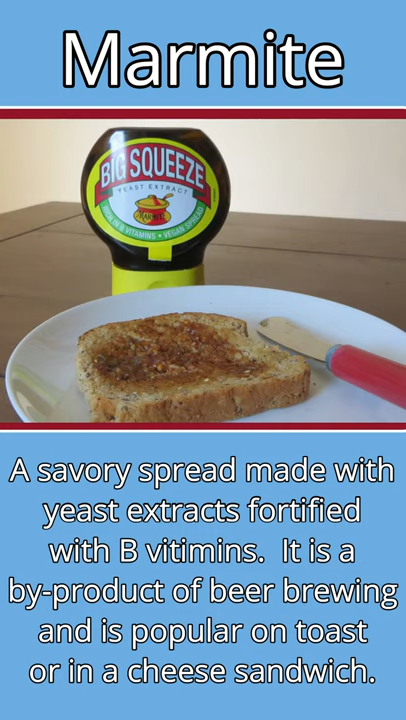 Marmite
BIG SQUEEZE
YEAST EXTRACT
MARMITE
RICH IN B VITAMINS • VEGAN SPREAD
A savory spread made with
yeast extracts fortified
with B vitimins. It is a
by-product of beer brewing
and is popular on toast
or in a cheese sandwich.